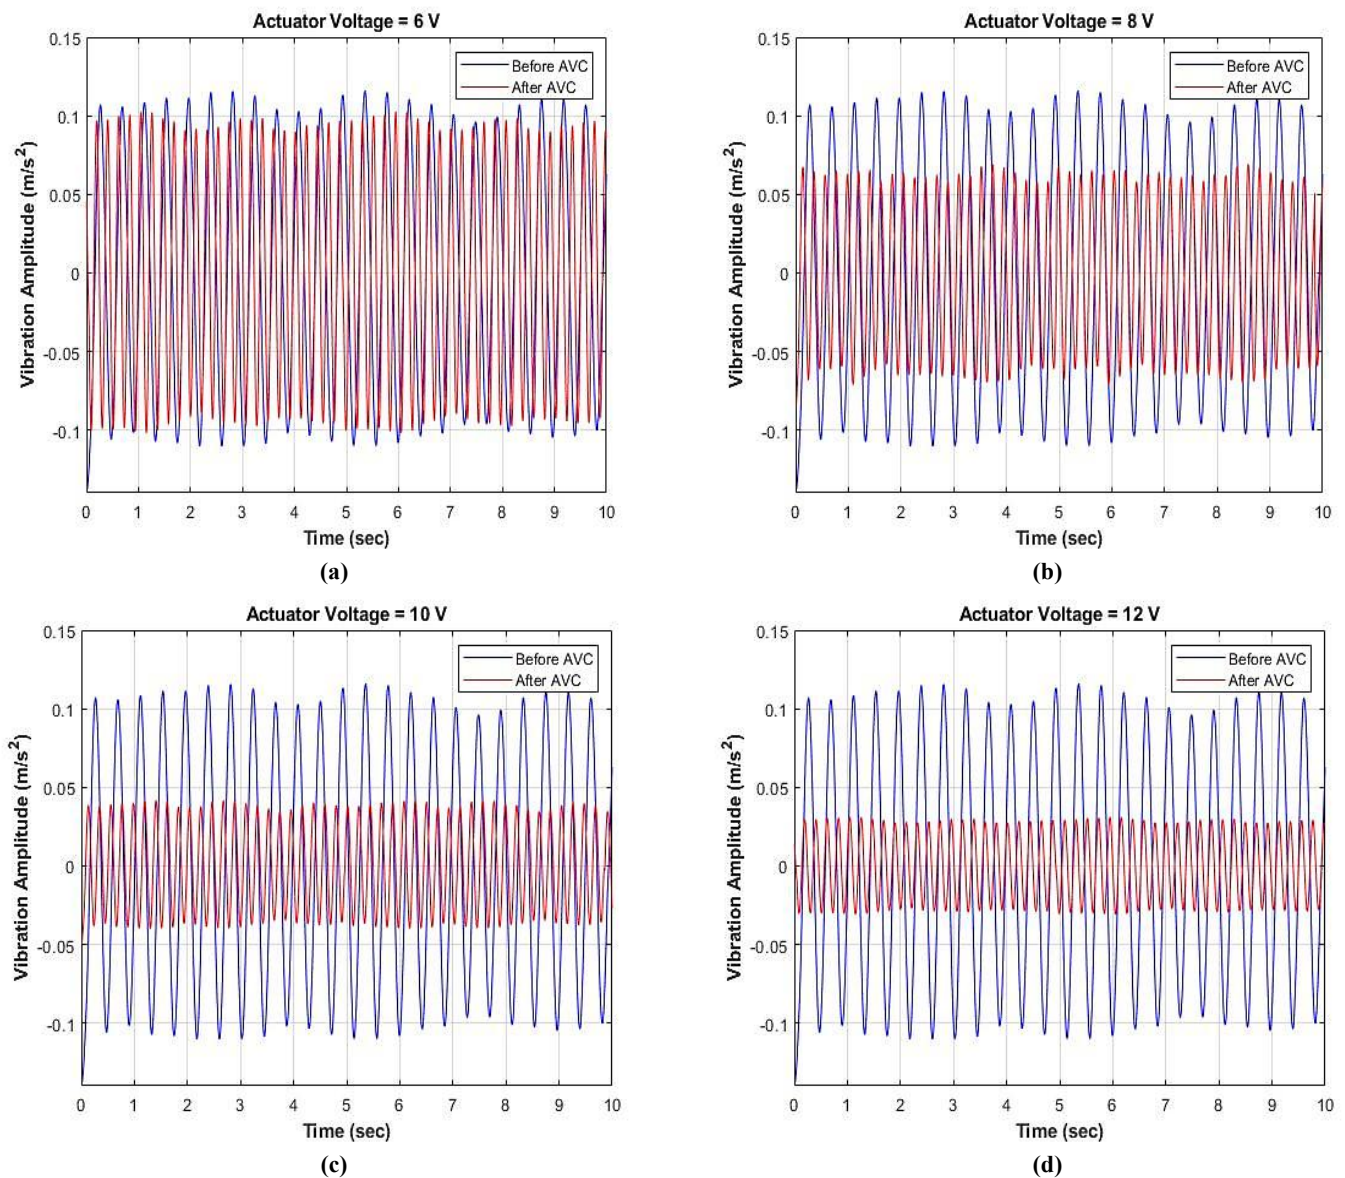 Actuator Voltage = 6 V
Before AVC
After AVC
0.15
0.1
0.05
0
-0.05
-0.1
Vibration Amplitude (m/s²)
0 1 2 3 4 5 6 7 8 9 10
Time (sec)
(a)
Actuator Voltage = 8 V
Before AVC
After AVC
0.15
0.1
0.05
0
-0.05
-0.1
Vibration Amplitude (m/s²)
0 1 2 3 4 5 6 7 8 9 10
Time (sec)
(b)
Actuator Voltage = 10 V
Before AVC
After AVC
0.15
0.1
0.05
0
-0.05
-0.1
Vibration Amplitude (m/s²)
0 1 2 3 4 5 6 7 8 9 10
Time (sec)
(c)
Actuator Voltage = 12 V
Before AVC
After AVC
0.15
0.1
0.05
0
-0.05
-0.1
Vibration Amplitude (m/s²)
0 1 2 3 4 5 6 7 8 9 10
Time (sec)
(d)